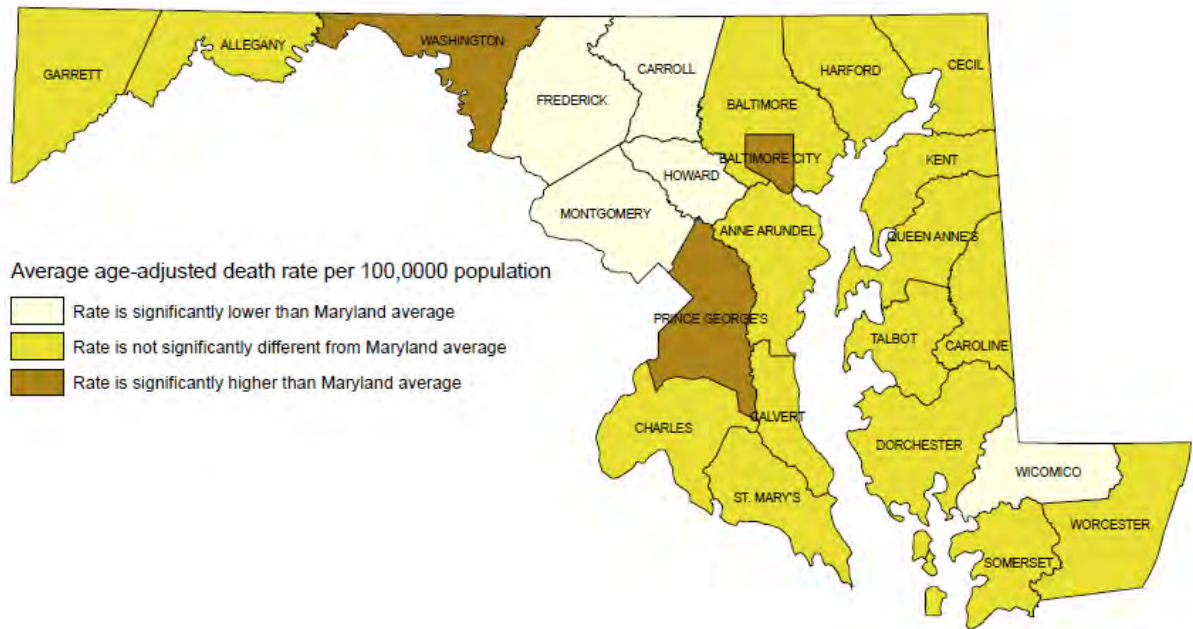 GARRETT
ALLEGANY
WASHINGTON
FREDERICK
CARROLL
BALTIMORE
HARFORD
CECIL
BALTIMORE CITY
HOWARD
MONTGOMERY
KENT
ANNE ARUNDEL
QUEEN ANNE'S
PRINCE GEORGE'S
TALBOT
CAROLINE
CHARLES
CALVERT
DORCHESTER
WICOMICO
ST. MARY'S
WORCESTER
SOMERSET
Average age-adjusted death rate per 100,0000 population
Rate is significantly lower than Maryland average
Rate is not significantly different from Maryland average
Rate is significantly higher than Maryland average